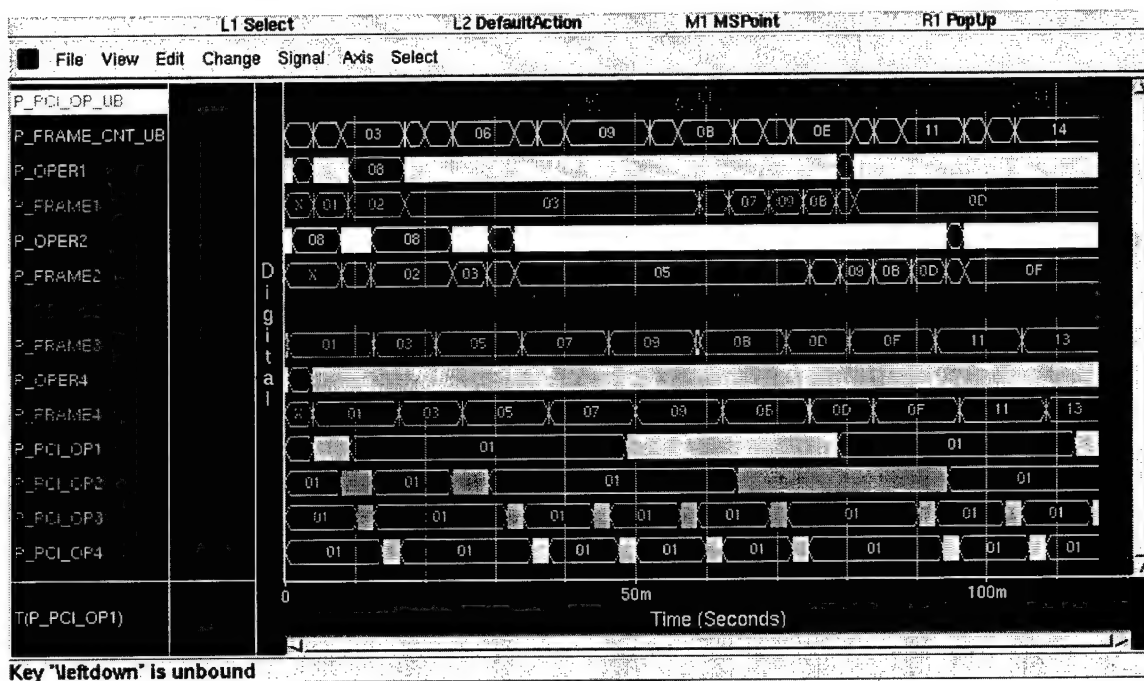 L1 Select L2 DefaultAction M1 MSPoint R1 PopUp
File View Edit Change Signal Axis Select
P_PCI_OP_UB
P_FRAME_CNT_UB 03 06 09 0B 0E 11 14
P_OPER1 08
P_FRAME1 X 01 02 03 07 09 0B 0D
P_OPER2 08 08
P_FRAME2 X 02 03 05 09 0B 0D 0F
Digital
P_FRAME3 01 03 05 07 09 0B 0D 0F 11 13
P_OPER4
P_FRAME4 X 01 03 05 07 09 0B 0D 0F 11 13
P_PCI_OP1 01 01
P_PCI_OP2 01 01 01 01
P_PCI_OP3 01 01 01 01 01 01 01 01
P_PCI_OP4 01 01 01 01 01 01 01 01
0 50m 100m
T(P_PCI_OP1) Time (Seconds)
Key "\leftdown" is unbound